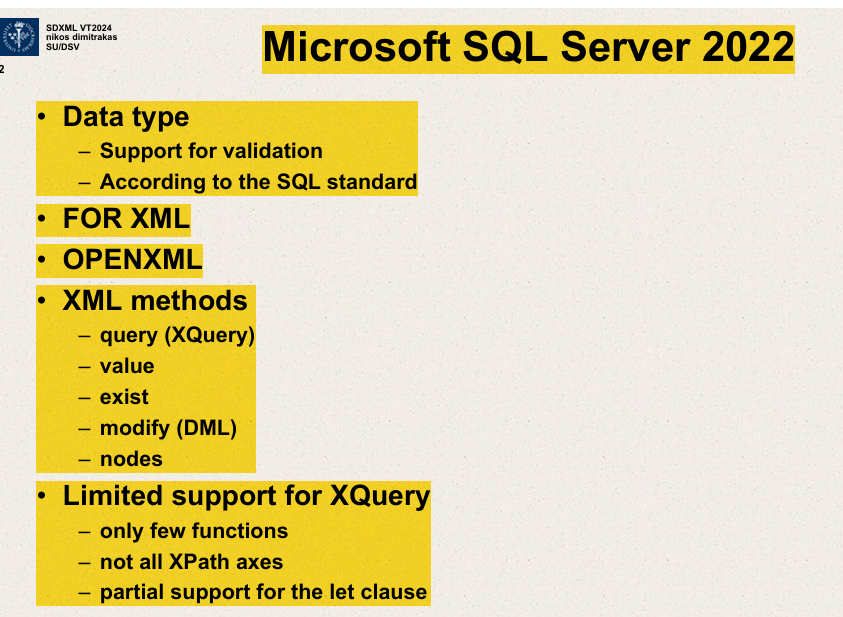 SDXML VT2024
nikos dimitrakas
SU/DSV
2
Microsoft SQL Server 2022
• Data type
– Support for validation
– According to the SQL standard
• FOR XML
• OPENXML
• XML methods
– query (XQuery)
– value
– exist
– modify (DML)
– nodes
• Limited support for XQuery
– only few functions
– not all XPath axes
– partial support for the let clause